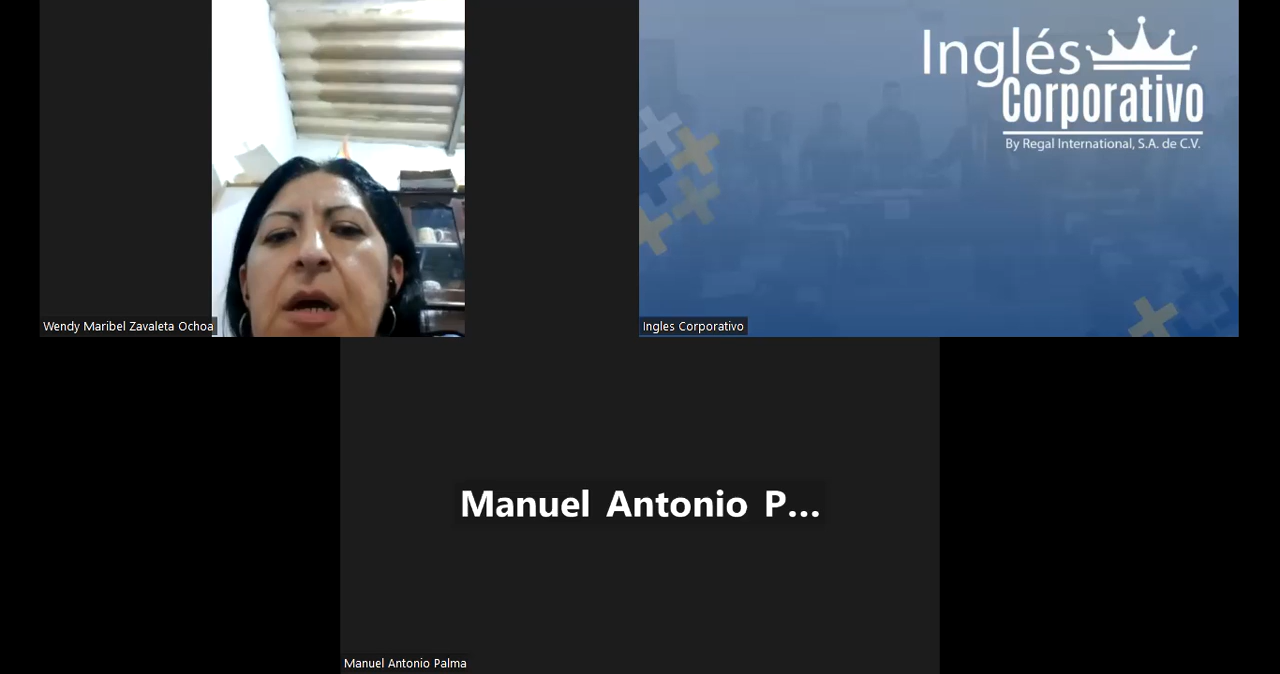 Inglés
Corporativo
By Regal International, S.A. de C.V.
Wendy Maribel Zavaleta Ochoa
Ingles Corporativo
Manuel Antonio P...
Manuel Antonio Palma